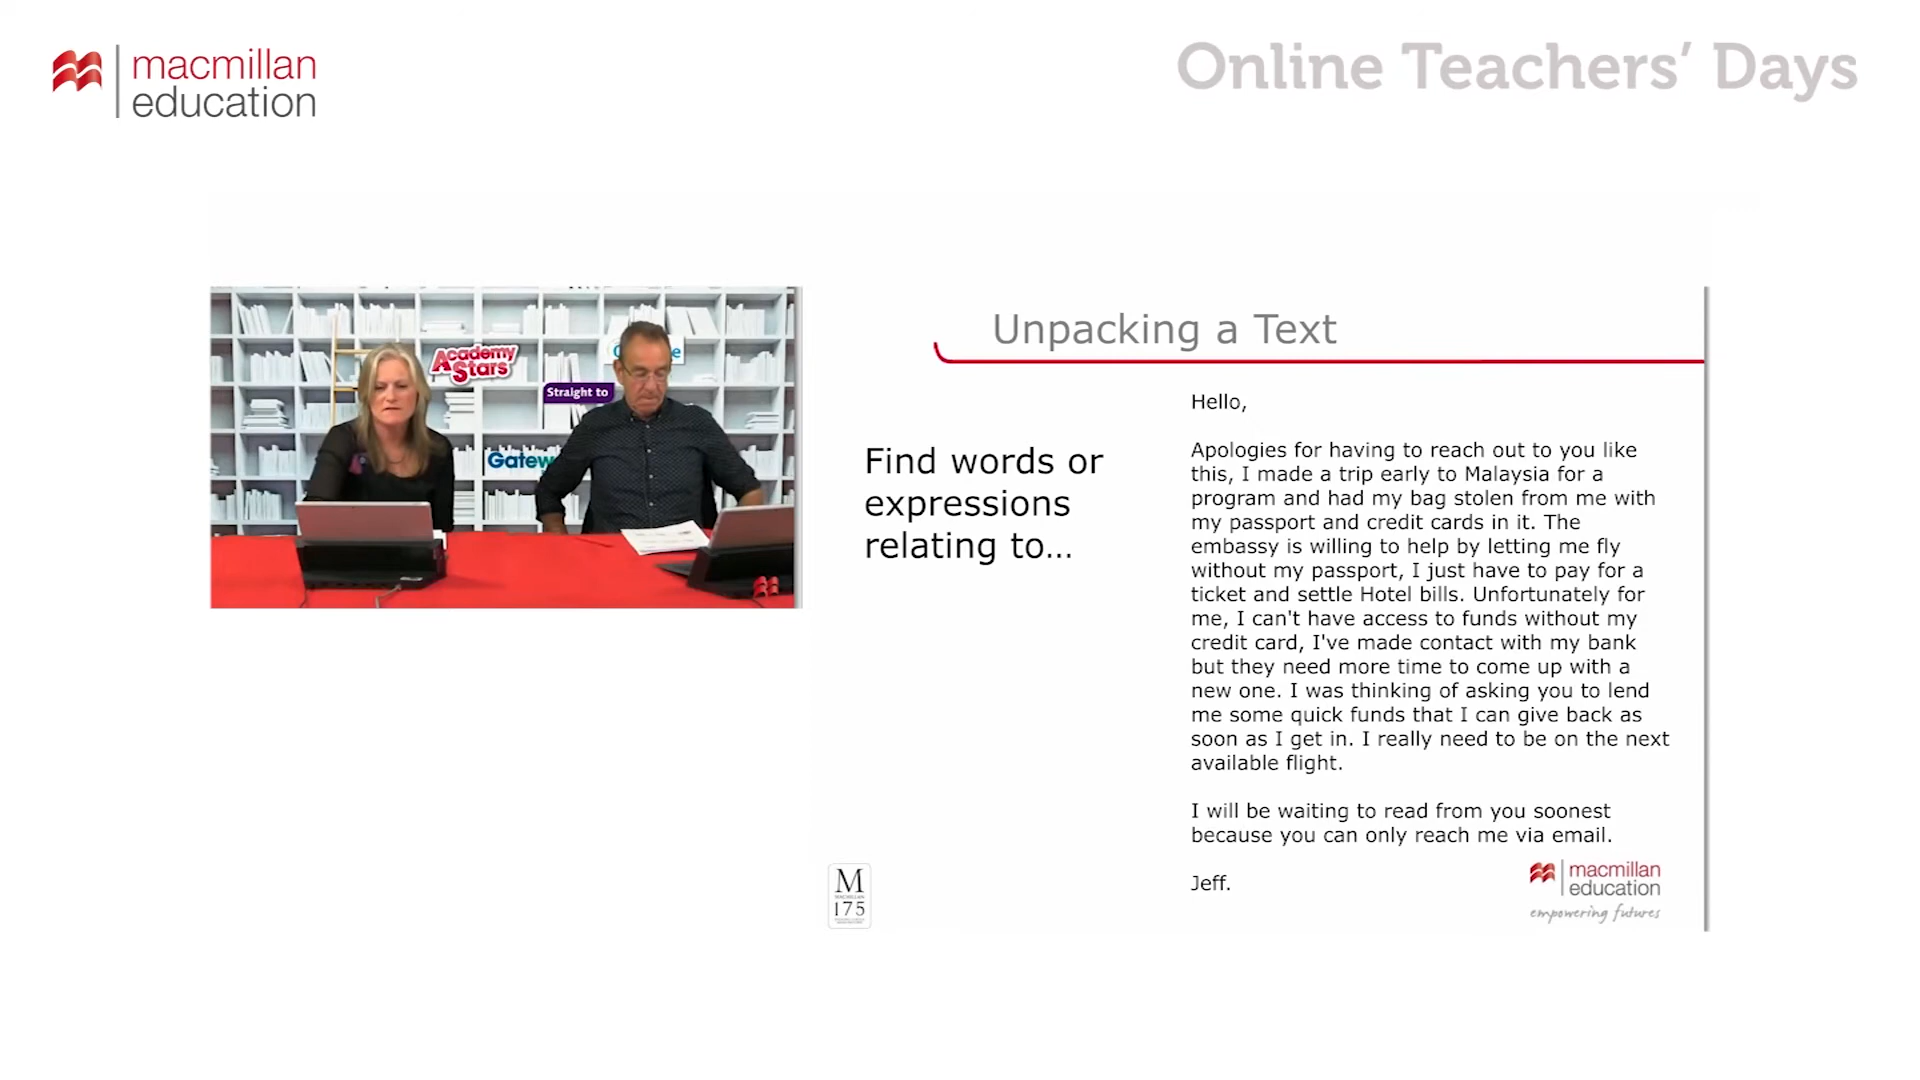 macmillan
education
Online Teachers' Days
Academy
Stars
Straight to
Gatew
Unpacking a Text
Find words or
expressions
relating to...
Hello,
Apologies for having to reach out to you like
this, I made a trip early to Malaysia for a
program and had my bag stolen from me with
my passport and credit cards in it. The
embassy is willing to help by letting me fly
without my passport, I just have to pay for a
ticket and settle Hotel bills. Unfortunately for
me, I can't have access to funds without my
credit card, I've made contact with my bank
but they need more time to come up with a
new one. I was thinking of asking you to lend
me some quick funds that I can give back as
soon as I get in. I really need to be on the next
available flight.
I will be waiting to read from you soonest
because you can only reach me via email.
Jeff.
M
MACMILLAN
175
macmillan
education
empowering futures